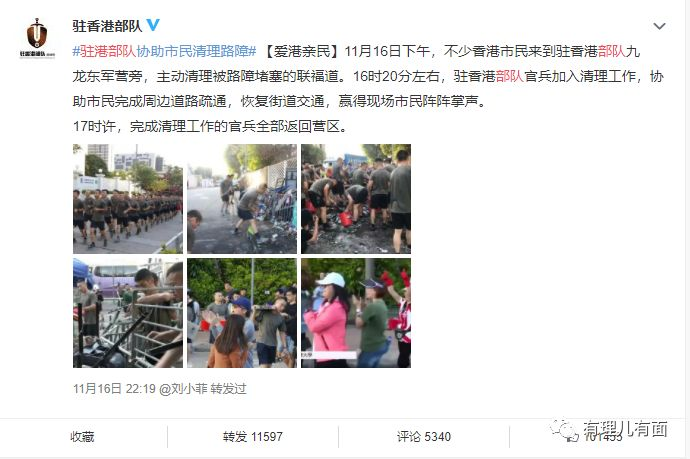 驻香港部队
#驻港部队协助市民清理路障# 【爱港亲民】11月16日下午，不少香港市民来到驻香港部队九
龙东军营旁，主动清理被路障堵塞的联福道。16时20分左右，驻香港部队官兵加入清理工作，协
助市民完成周边道路疏通，恢复街道交通，赢得现场市民阵阵掌声。
17时许，完成清理工作的官兵全部返回营区。
11月16日 22:19 @刘小菲 转发过
收藏
转发 11597
评论 5340
有理儿有面